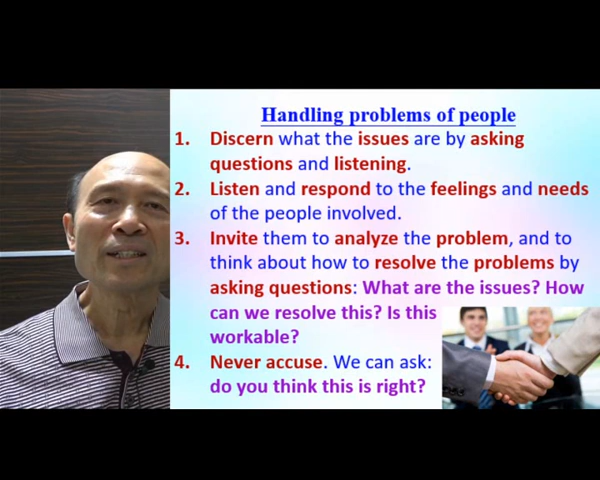 Handling problems of people
1. Discern what the issues are by asking
questions and listening.
2. Listen and respond to the feelings and needs
of the people involved.
3. Invite them to analyze the problem, and to
think about how to resolve the problems by
asking questions: What are the issues? How
can we resolve this? Is this
workable?
4. Never accuse. We can ask:
do you think this is right?